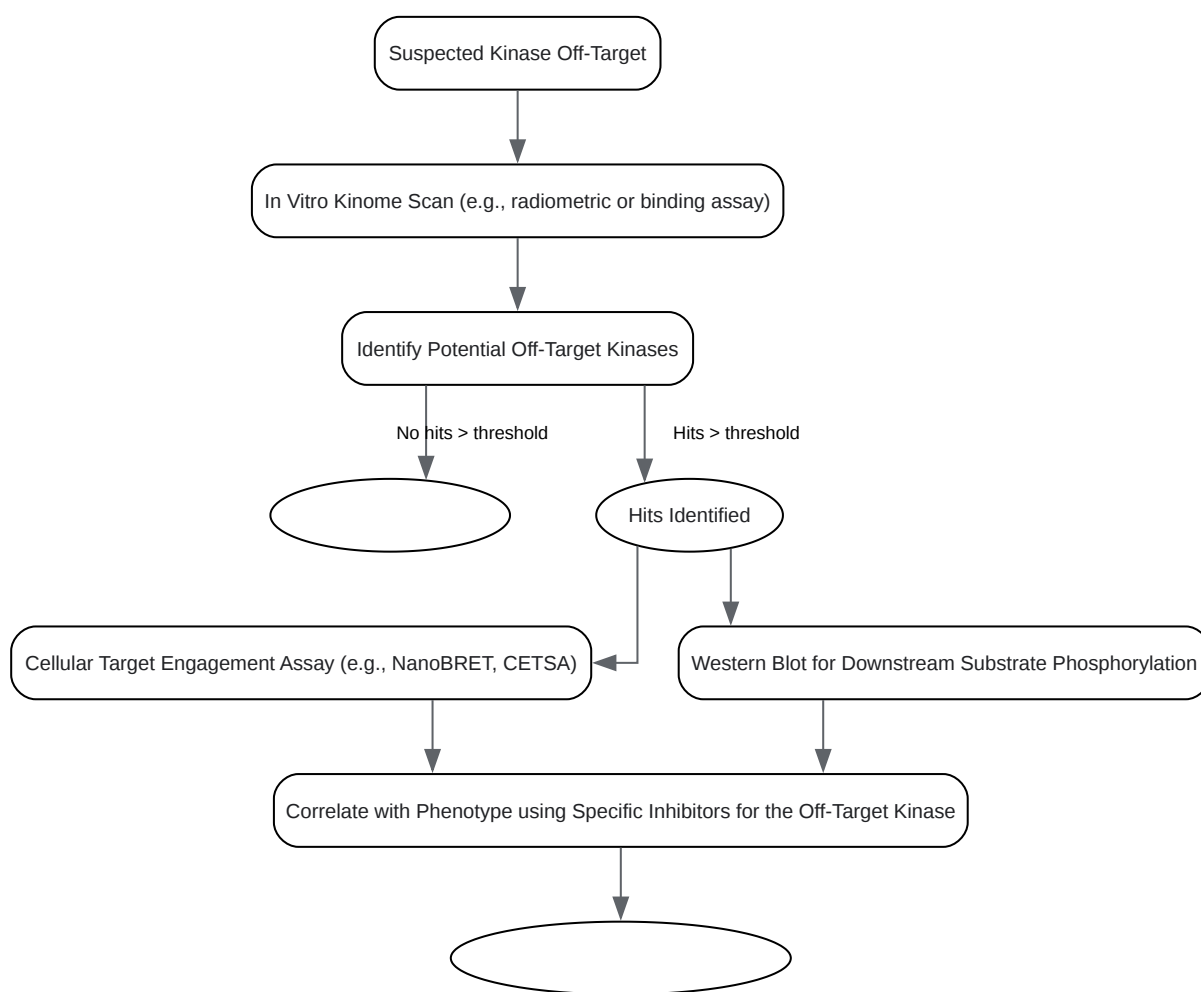 Suspected Kinase Off-Target
In Vitro Kinome Scan (e.g., radiometric or binding assay)
Identify Potential Off-Target Kinases
No hits > threshold
Hits > threshold
Hits Identified
Cellular Target Engagement Assay (e.g., NanoBRET, CETSA)
Western Blot for Downstream Substrate Phosphorylation
Correlate with Phenotype using Specific Inhibitors for the Off-Target Kinase